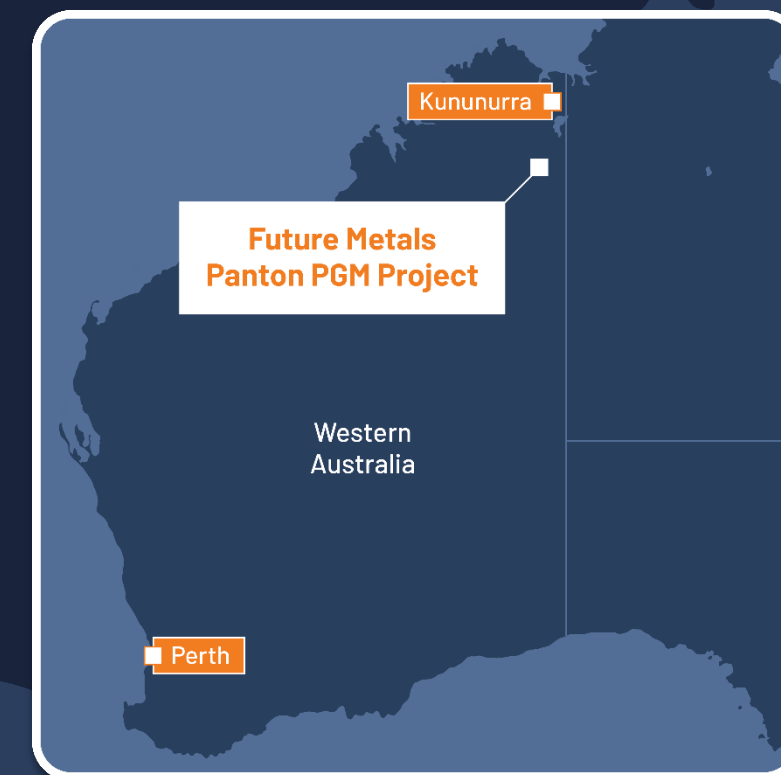 Kununurra
Future Metals
Panton PGM Project
Western
Australia
Perth